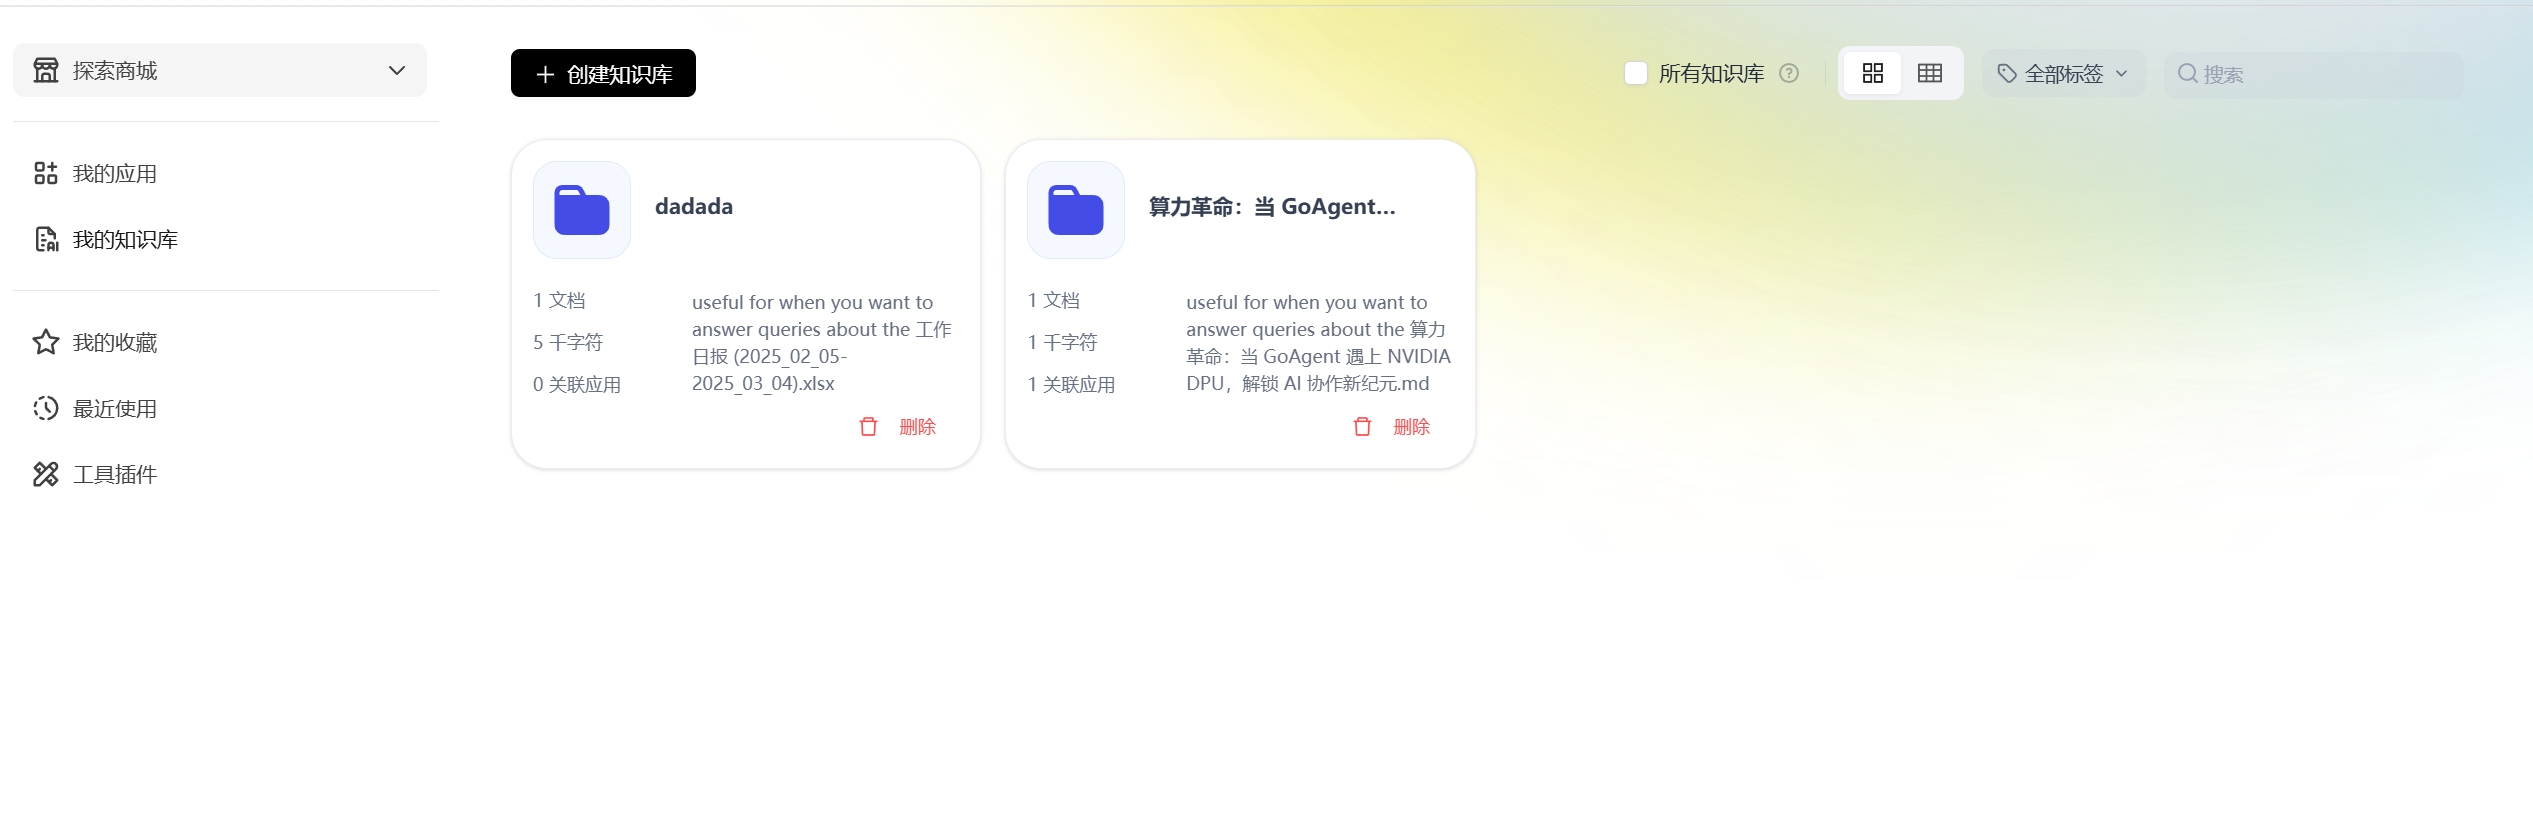 探索商城
我的应用
我的知识库
我的收藏
最近使用
工具插件
创建知识库
所有知识库
全部标签
搜索
dadada
1 文档
5 千字符
0 关联应用
useful for when you want to
answer queries about the 工作
日报 (2025_02_05-
2025_03_04).xlsx
删除
算力革命：当 GoAgent...
1 文档
1 千字符
1 关联应用
useful for when you want to
answer queries about the 算力
革命：当 GoAgent 遇上 NVIDIA
DPU，解锁 AI 协作新纪元.md
删除